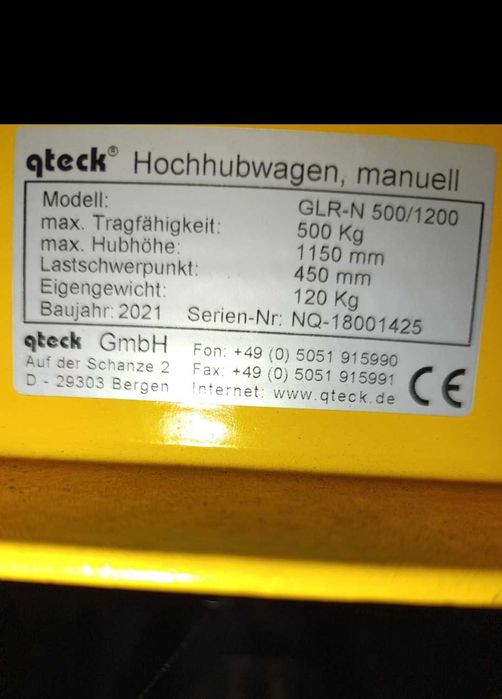 qteck® Hochhubwagen, manuell
Modell: GLR-N 500/1200
max. Tragfähigkeit: 500 Kg
max. Hubhöhe: 1150 mm
Lastschwerpunkt: 450 mm
Eigengewicht: 120 Kg
Baujahr: 2021 Serien-Nr: NQ-18001425
qteck GmbH Fon: +49 (0) 5051 915990
Auf der Schanze 2 Fax: +49 (0) 5051 915991
D - 29303 Bergen Internet: www.qteck.de
CE